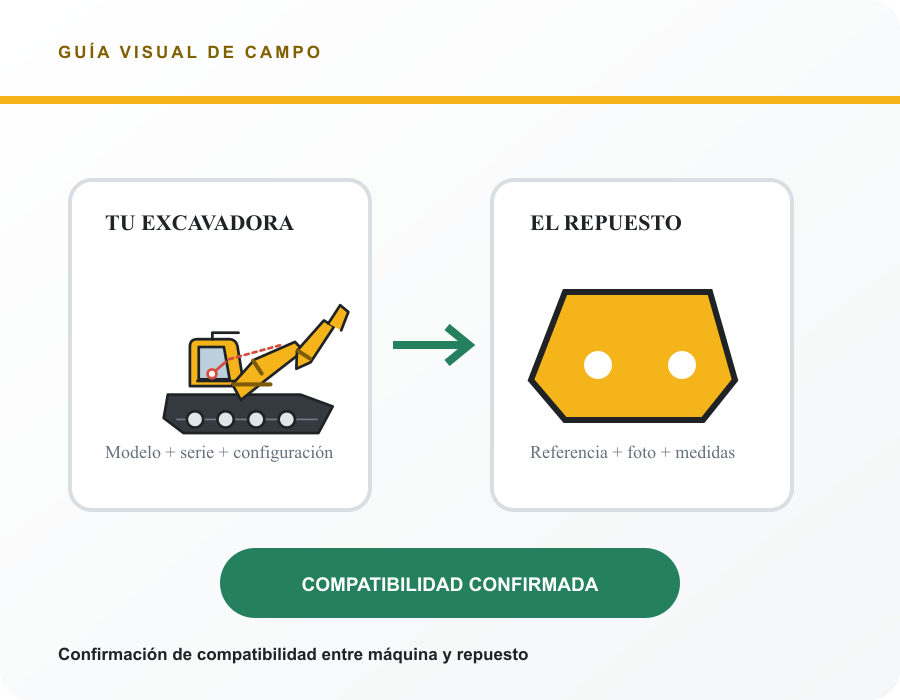 GUÍA VISUAL DE CAMPO
TU EXCAVADORA
EL REPUESTO
Modelo + serie + configuración
Referencia + foto + medidas
COMPATIBILIDAD CONFIRMADA
Confirmación de compatibilidad entre máquina y repuesto